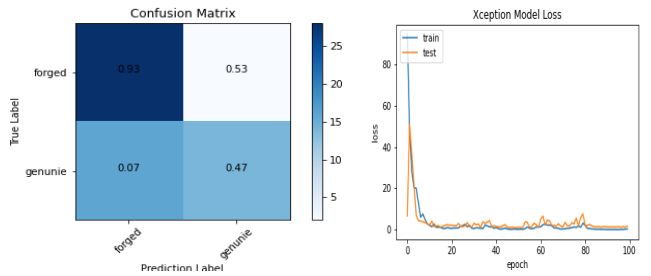 Confusion Matrix
True Label
forged
genunie
0.93 0.53
0.07 0.47
forged
genunie
Prediction Label
25
20
15
10
5
Xception Model Loss
train
test
loss
80
60
40
20
0
0 20 40 60 80 100
epoch